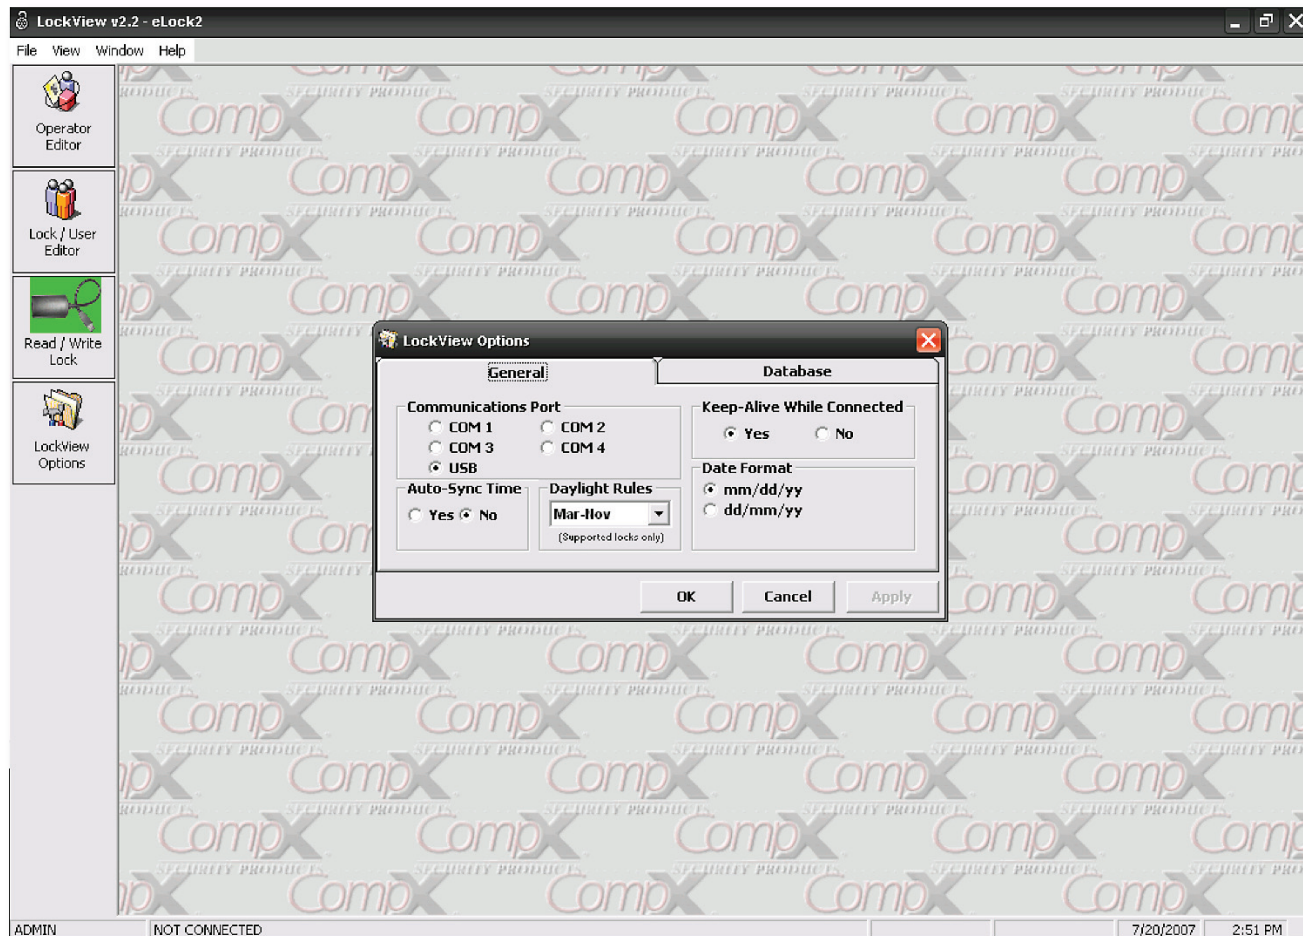 LockView v2.2 - eLock2
File View Window Help
Operator
Editor
Lock / User
Editor
Read / Write
Lock
LockView
Options
LockView Options
General Database
Communications Port
COM 1 COM 2
COM 3 COM 4
USB
Keep-Alive While Connected
Yes No
Auto-Sync Time
Yes No
Daylight Rules
Mar-Nov
(Supported locks only)
Date Format
mm/dd/yy
dd/mm/yy
OK Cancel Apply
CompX
SECURITY PRODUCTS
ADMIN NOT CONNECTED 7/20/2007 2:51 PM